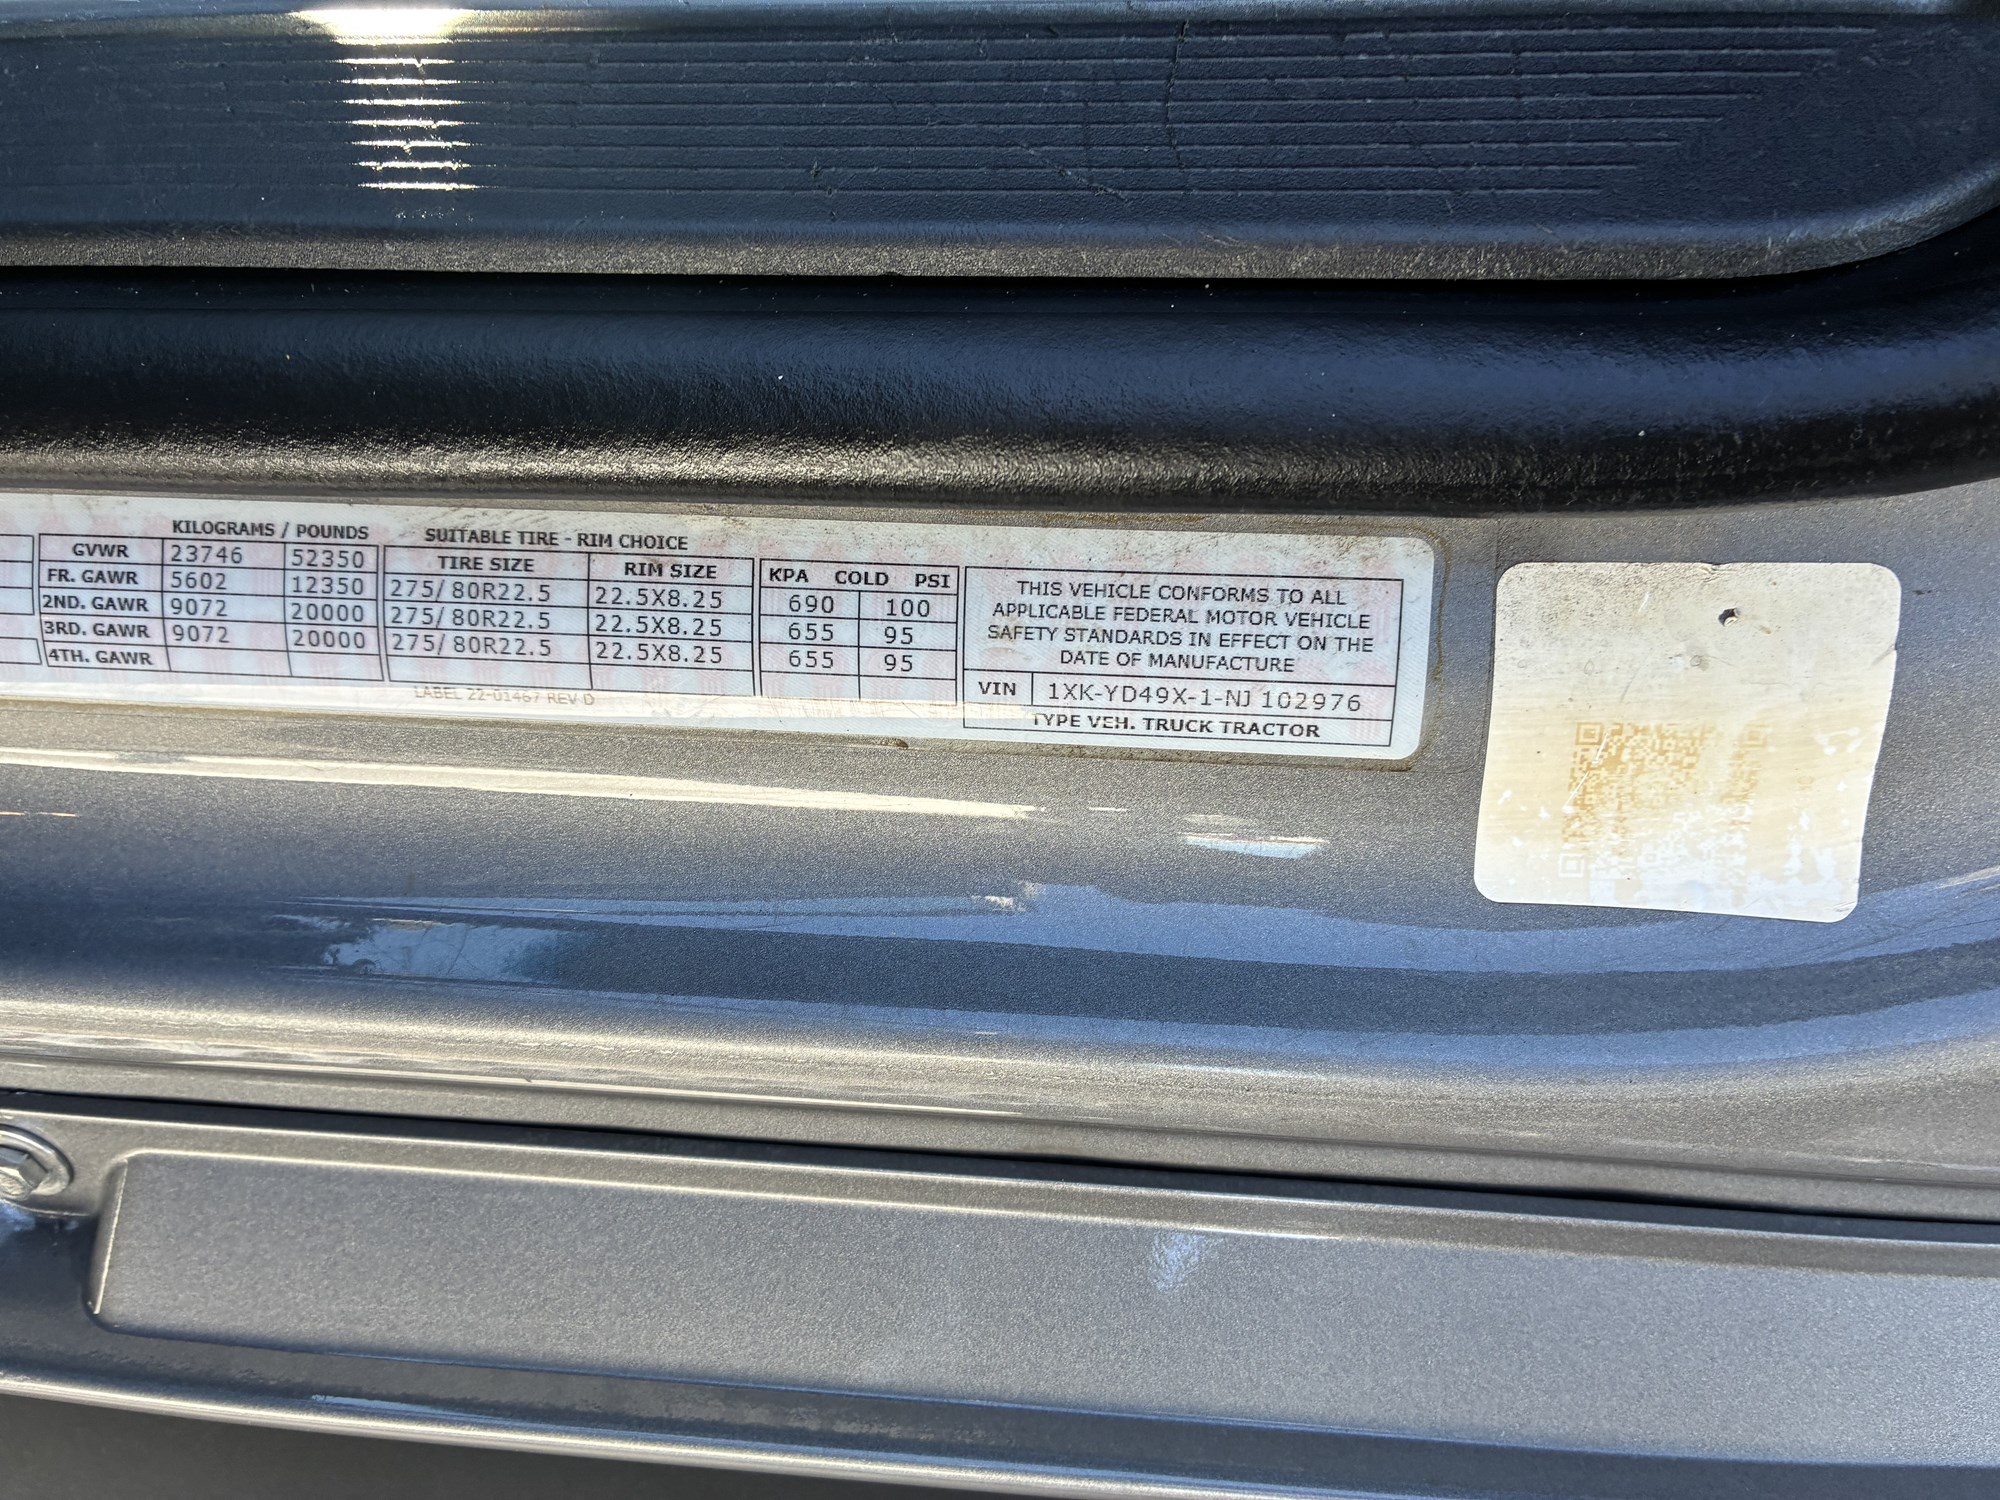 KILOGRAMS / POUNDS
GVWR 23746 52350
FR. GAWR 5602 12350
2ND. GAWR 9072 20000
3RD. GAWR 9072 20000
4TH. GAWR
SUITABLE TIRE - RIM CHOICE
TIRE SIZE RIM SIZE
275/ 80R22.5 22.5X8.25
275/ 80R22.5 22.5X8.25
275/ 80R22.5 22.5X8.25
KPA COLD PSI
690 100
655 95
655 95
THIS VEHICLE CONFORMS TO ALL
APPLICABLE FEDERAL MOTOR VEHICLE
SAFETY STANDARDS IN EFFECT ON THE
DATE OF MANUFACTURE
VIN 1XK-YD49X-1-NJ 102976
TYPE VEH. TRUCK TRACTOR
LABEL 22-01467 REV D